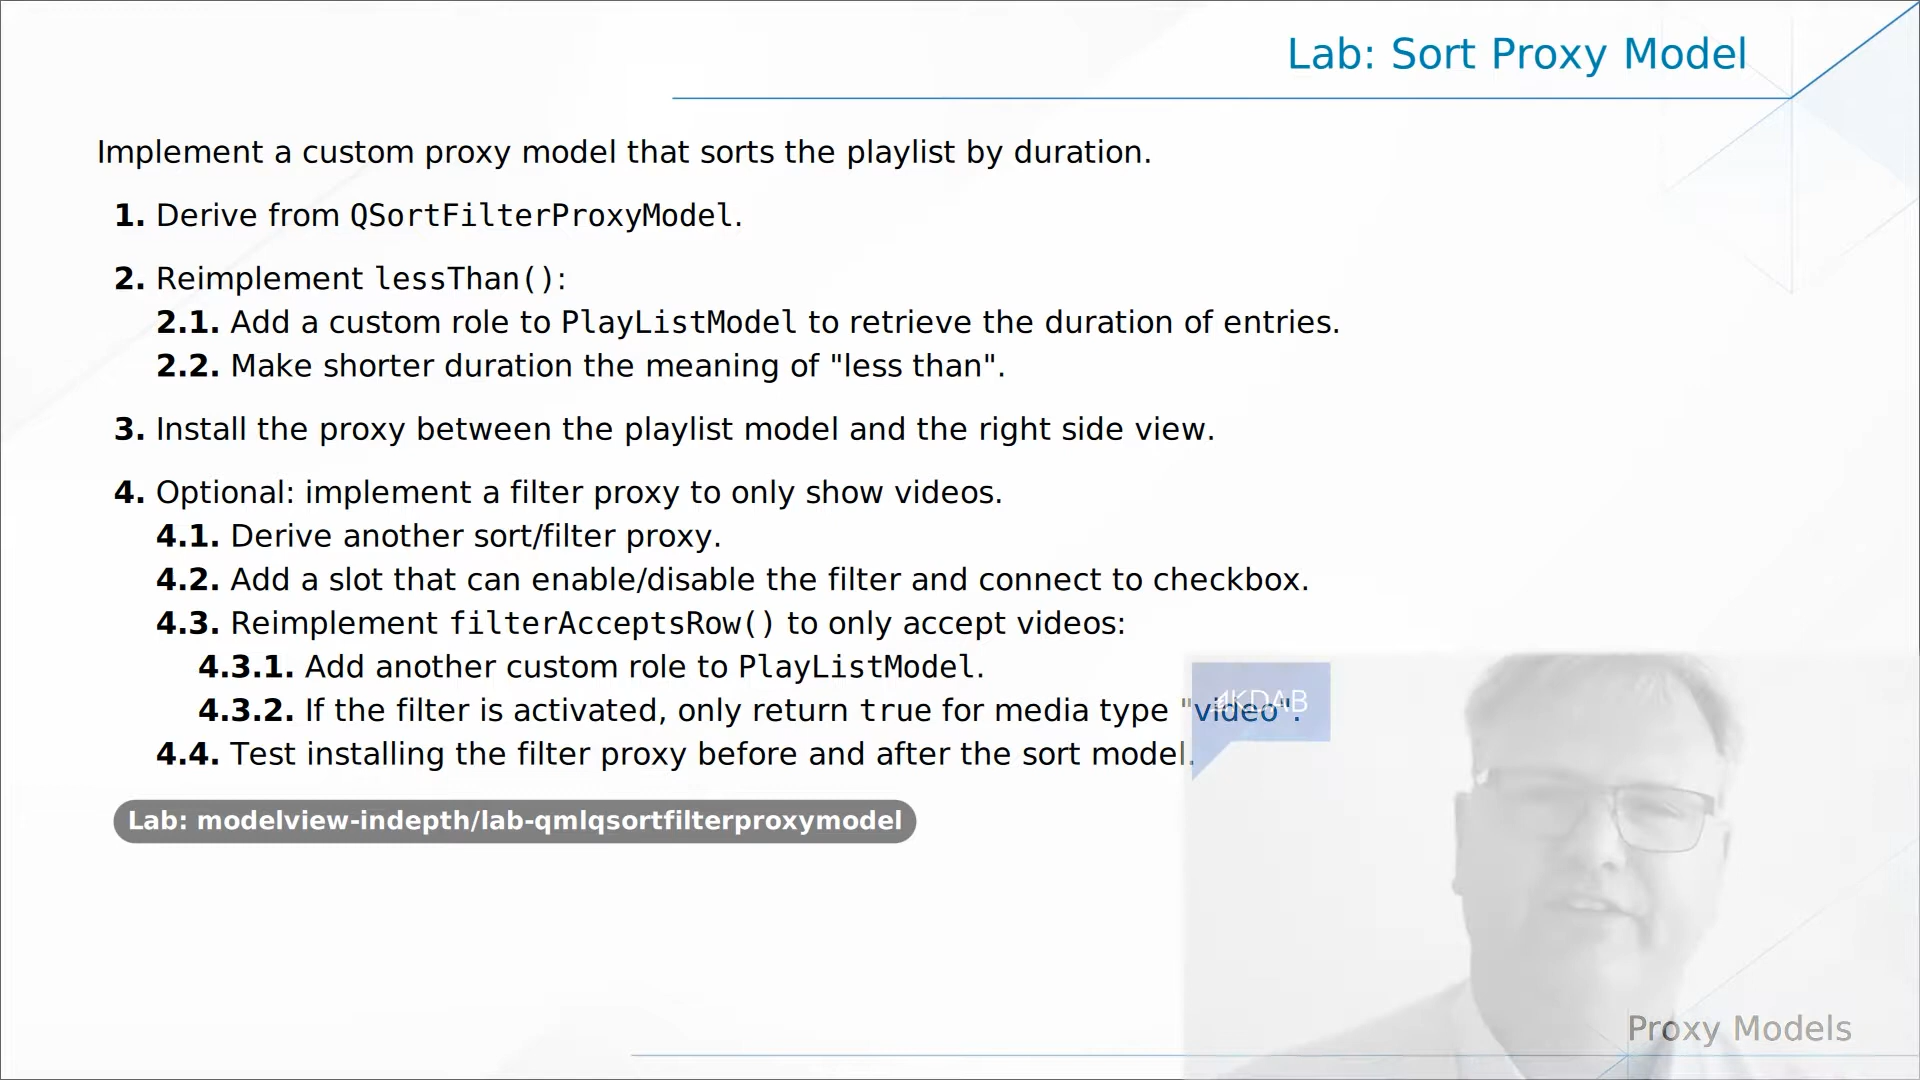 Lab: Sort Proxy Model
Implement a custom proxy model that sorts the playlist by duration.
1. Derive from QSortFilterProxyModel.
2. Reimplement lessThan():
2.1. Add a custom role to PlayListModel to retrieve the duration of entries.
2.2. Make shorter duration the meaning of "less than".
3. Install the proxy between the playlist model and the right side view.
4. Optional: implement a filter proxy to only show videos.
4.1. Derive another sort/filter proxy.
4.2. Add a slot that can enable/disable the filter and connect to checkbox.
4.3. Reimplement filterAcceptsRow() to only accept videos:
4.3.1. Add another custom role to PlayListModel.
4.3.2. If the filter is activated, only return true for media type "video".
KDAB
4.4. Test installing the filter proxy before and after the sort model.
Lab: modelview-indepth/lab-qmlqsortfilterproxymodel
Proxy Models